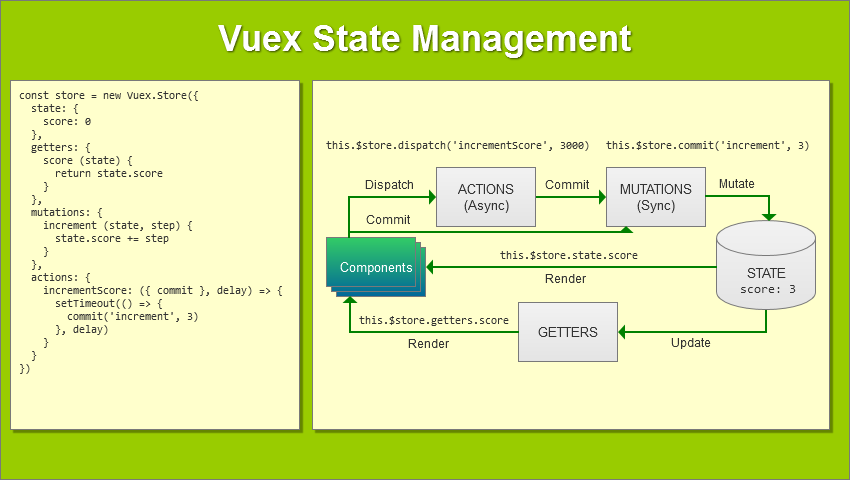 Vuex State Management
const store = new Vuex.Store({
  state: {
    score: 0
  },
  getters: {
    score (state) {
      return state.score
    }
  },
  mutations: {
    increment (state, step) {
      state.score += step
    }
  },
  actions: {
    incrementScore: ({ commit }, delay) => {
      setTimeout(() => {
        commit('increment', 3)
      }, delay)
    }
  }
})
this.$store.dispatch('incrementScore', 3000)
this.$store.commit('increment', 3)
Dispatch
ACTIONS
(Async)
Commit
MUTATIONS
(Sync)
Mutate
Commit
Components
this.$store.state.score
Render
STATE
score: 3
this.$store.getters.score
Render
GETTERS
Update